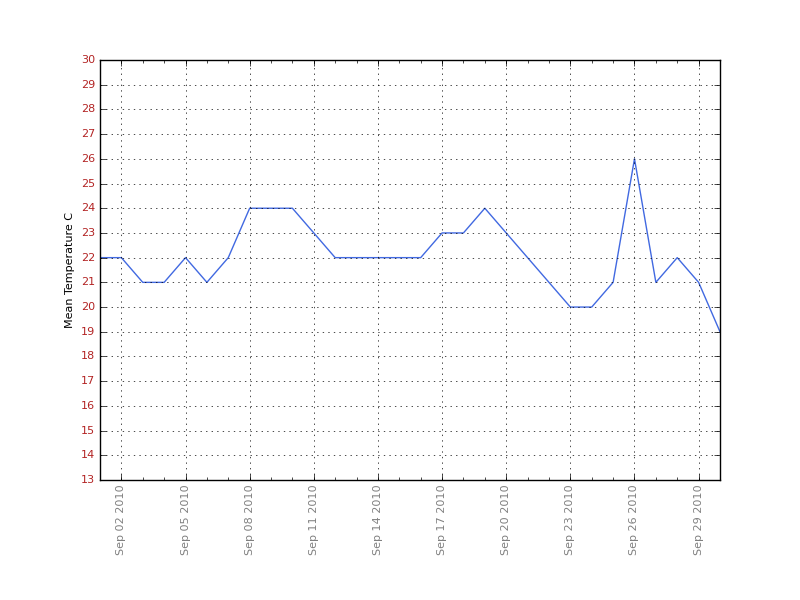 30
29
28
27
26
25
24
23
22
21
20
19
18
17
16
15
14
13
Mean Temperature C
Sep 02 2010
Sep 05 2010
Sep 08 2010
Sep 11 2010
Sep 14 2010
Sep 17 2010
Sep 20 2010
Sep 23 2010
Sep 26 2010
Sep 29 2010